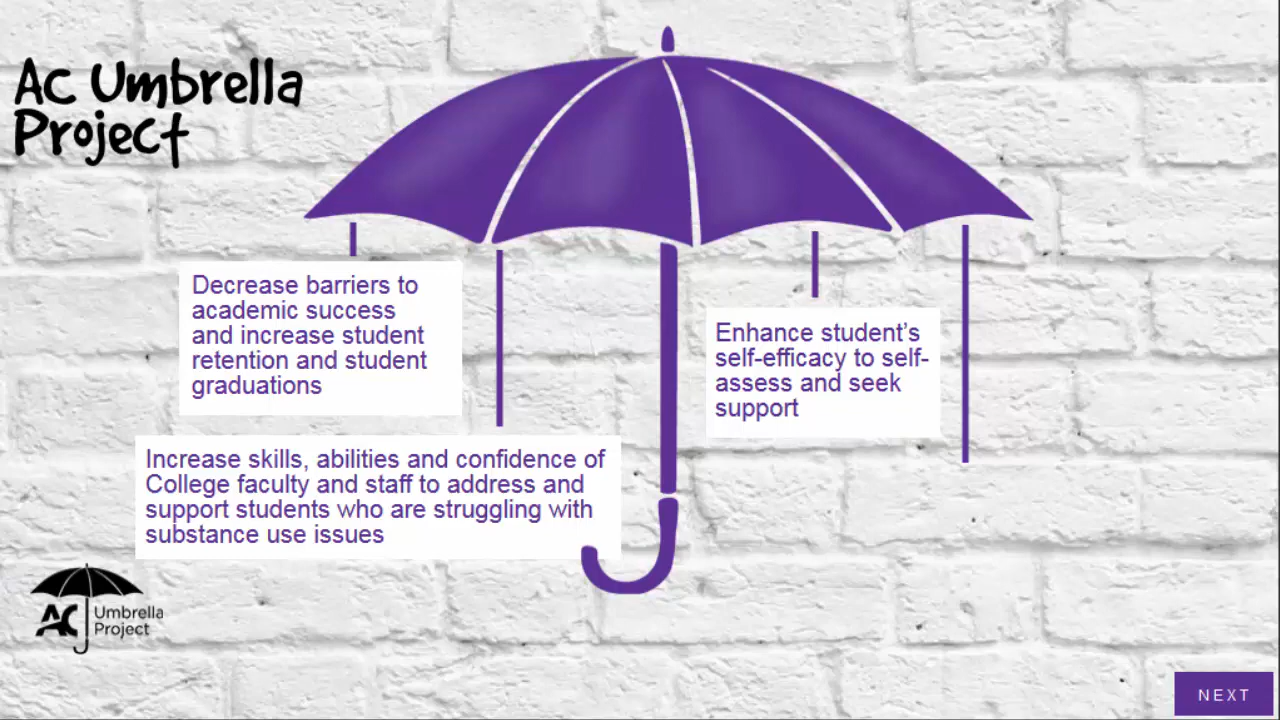 AC Umbrella
Project
Decrease barriers to
academic success
and increase student
retention and student
graduations
Enhance student’s
self-efficacy to self-
assess and seek
support
Increase skills, abilities and confidence of
College faculty and staff to address and
support students who are struggling with
substance use issues
AC Umbrella
Project
NEXT